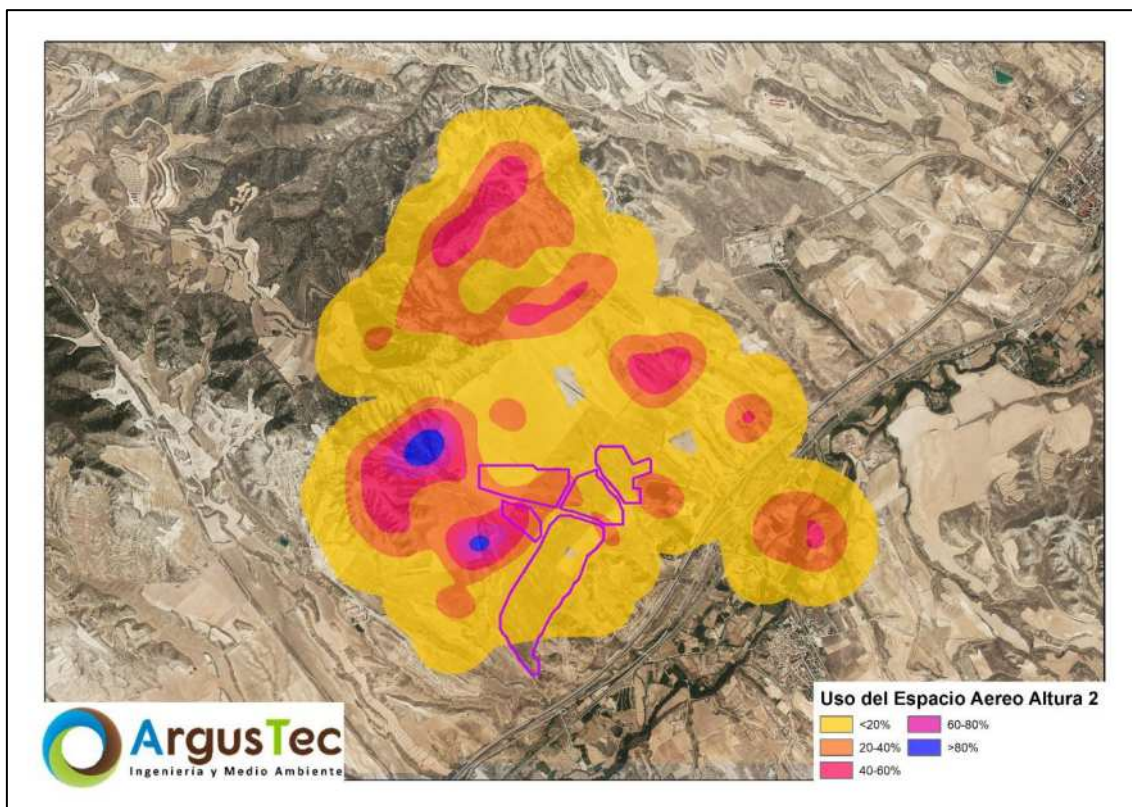 Uso del Espacio Aereo Altura 2
<20%
60-80%
20-40%
>80%
40-60%
ArgusTec
Ingeniería y Medio Ambiente